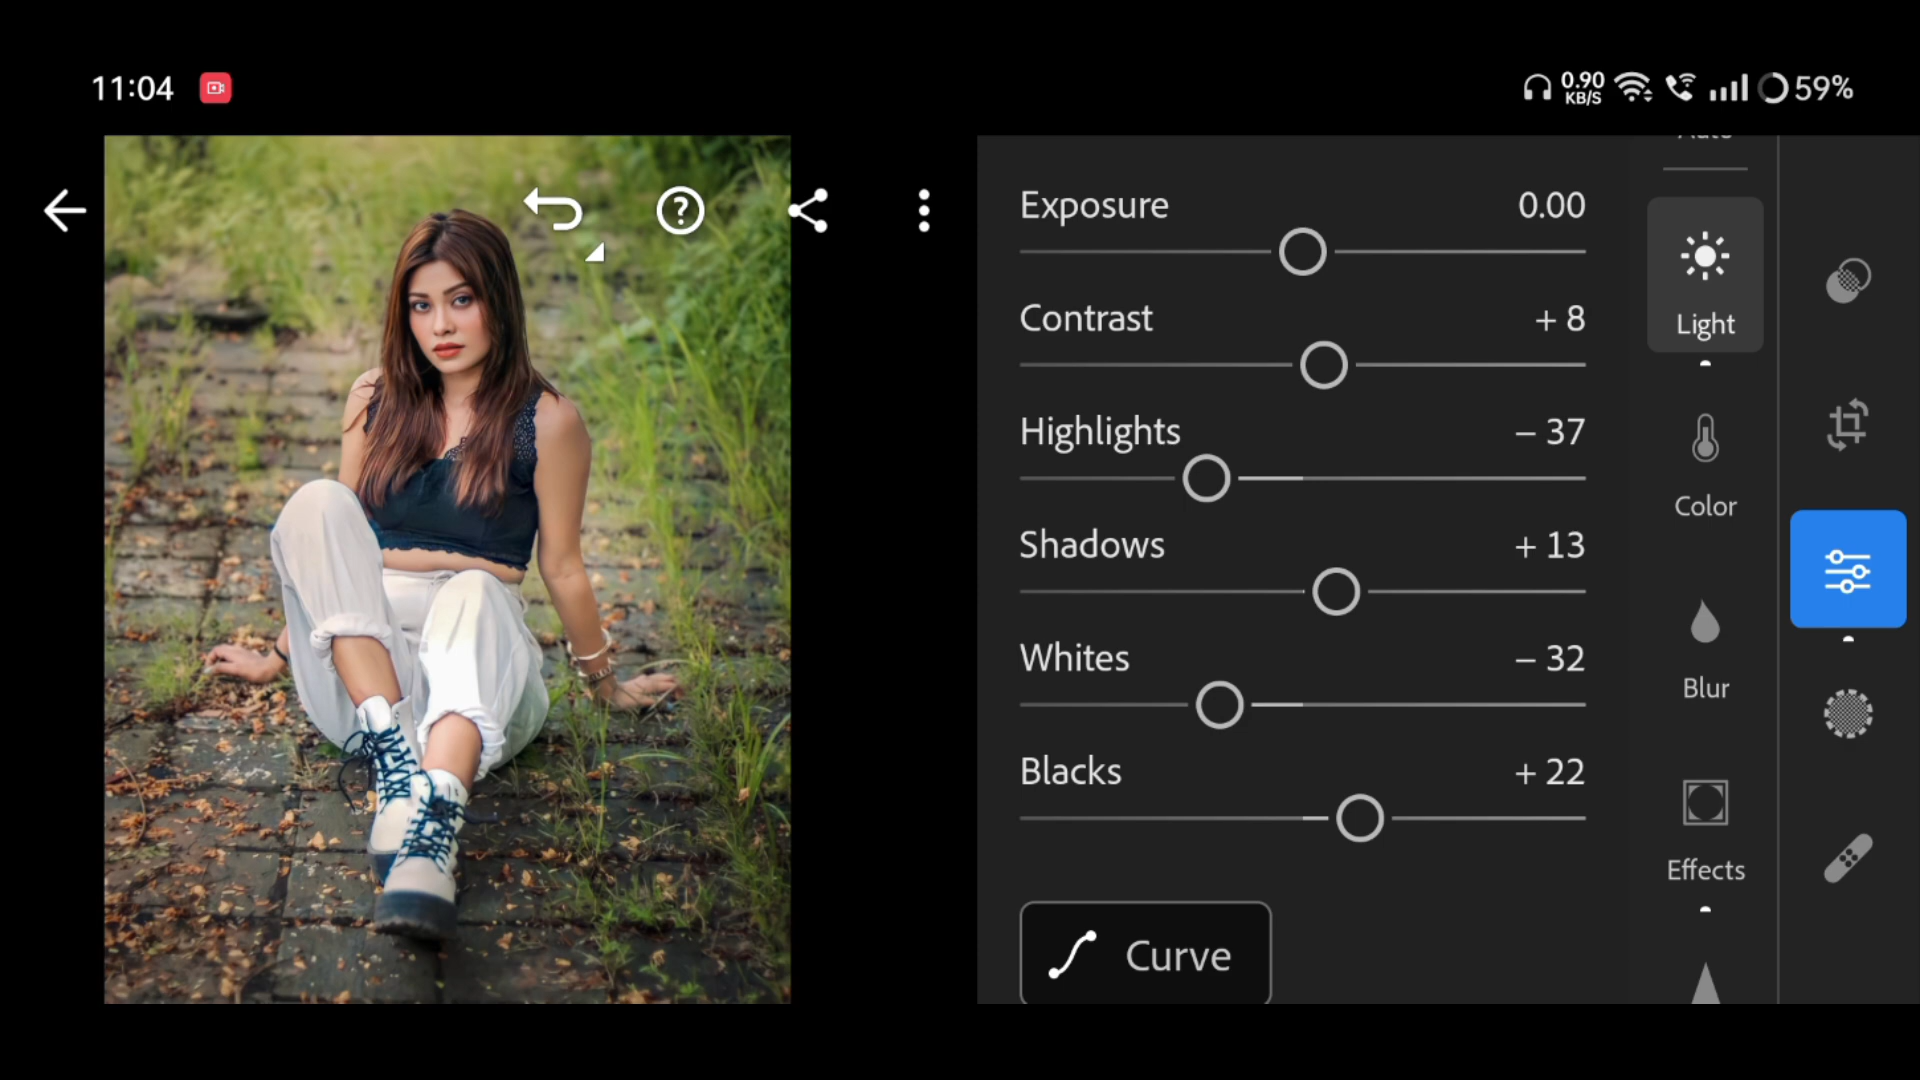 11:04
0.90
KB/S
59%
Auto
Exposure 0.00
Contrast + 8
Highlights – 37
Shadows + 13
Whites – 32
Blacks + 22
Curve
Light
Color
Blur
Effects